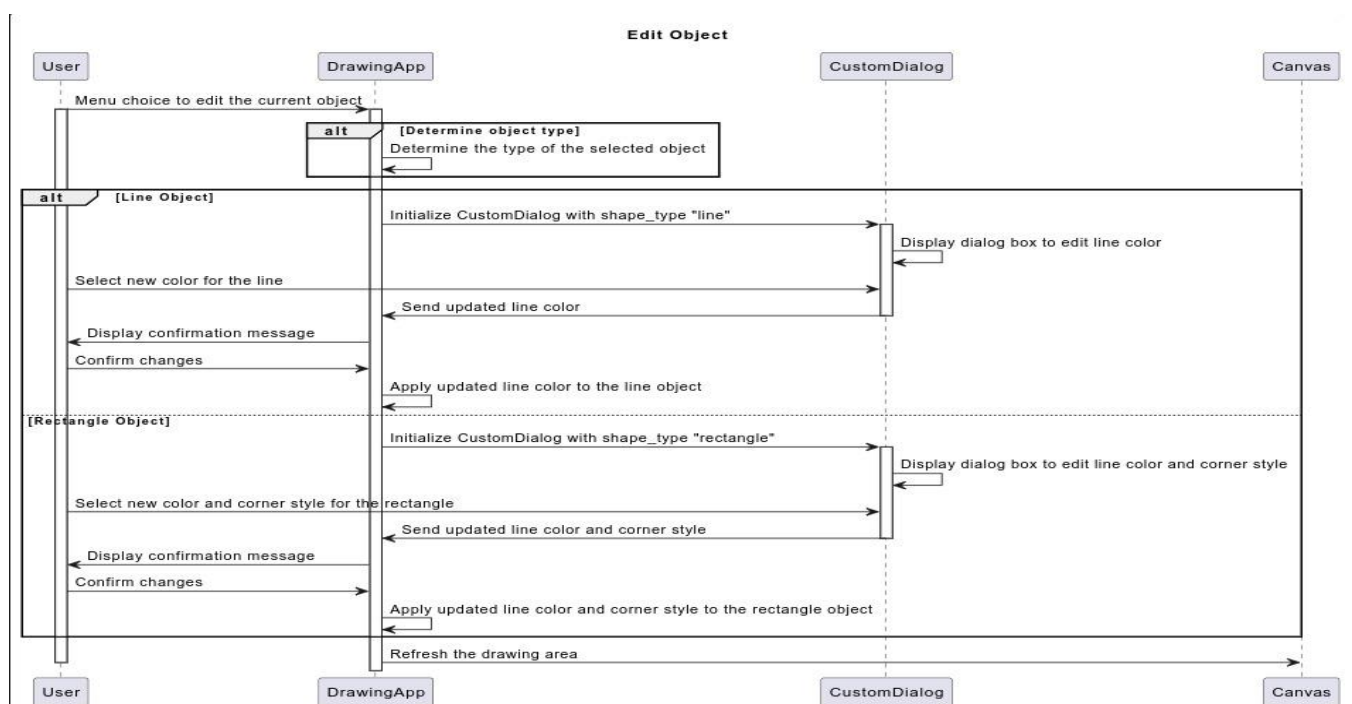 Edit Object
User
DrawingApp
CustomDialog
Canvas
Menu choice to edit the current object
alt
[Determine object type]
Determine the type of the selected object
alt
[Line Object]
Initialize CustomDialog with shape_type "line"
Display dialog box to edit line color
Select new color for the line
Send updated line color
Display confirmation message
Confirm changes
Apply updated line color to the line object
[Rectangle Object]
Initialize CustomDialog with shape_type "rectangle"
Display dialog box to edit line color and corner style
Select new color and corner style for the rectangle
Send updated line color and corner style
Display confirmation message
Confirm changes
Apply updated line color and corner style to the rectangle object
Refresh the drawing area
User
DrawingApp
CustomDialog
Canvas